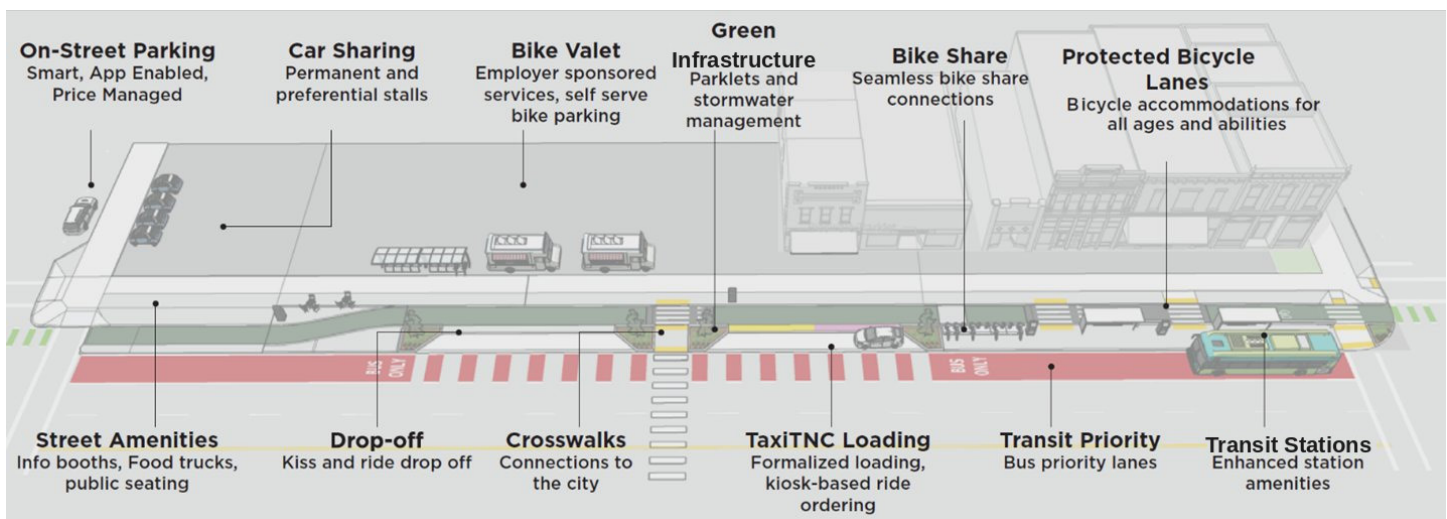 On-Street Parking
Smart, App Enabled,
Price Managed
Car Sharing
Permanent and
preferential stalls
Bike Valet
Employer sponsored
services, self serve
bike parking
Green
Infrastructure
Parklets and
stormwater
management
Bike Share
Seamless bike share
connections
Protected Bicycle
Lanes
Bicycle accommodations for
all ages and abilities
BUS
ONLY
BUS
ONLY
Street Amenities
Info booths, Food trucks,
public seating
Drop-off
Kiss and ride drop off
Crosswalks
Connections to
the city
TaxiTNC Loading
Formalized loading,
kiosk-based ride
ordering
Transit Priority
Bus priority lanes
Transit Stations
Enhanced station
amenities